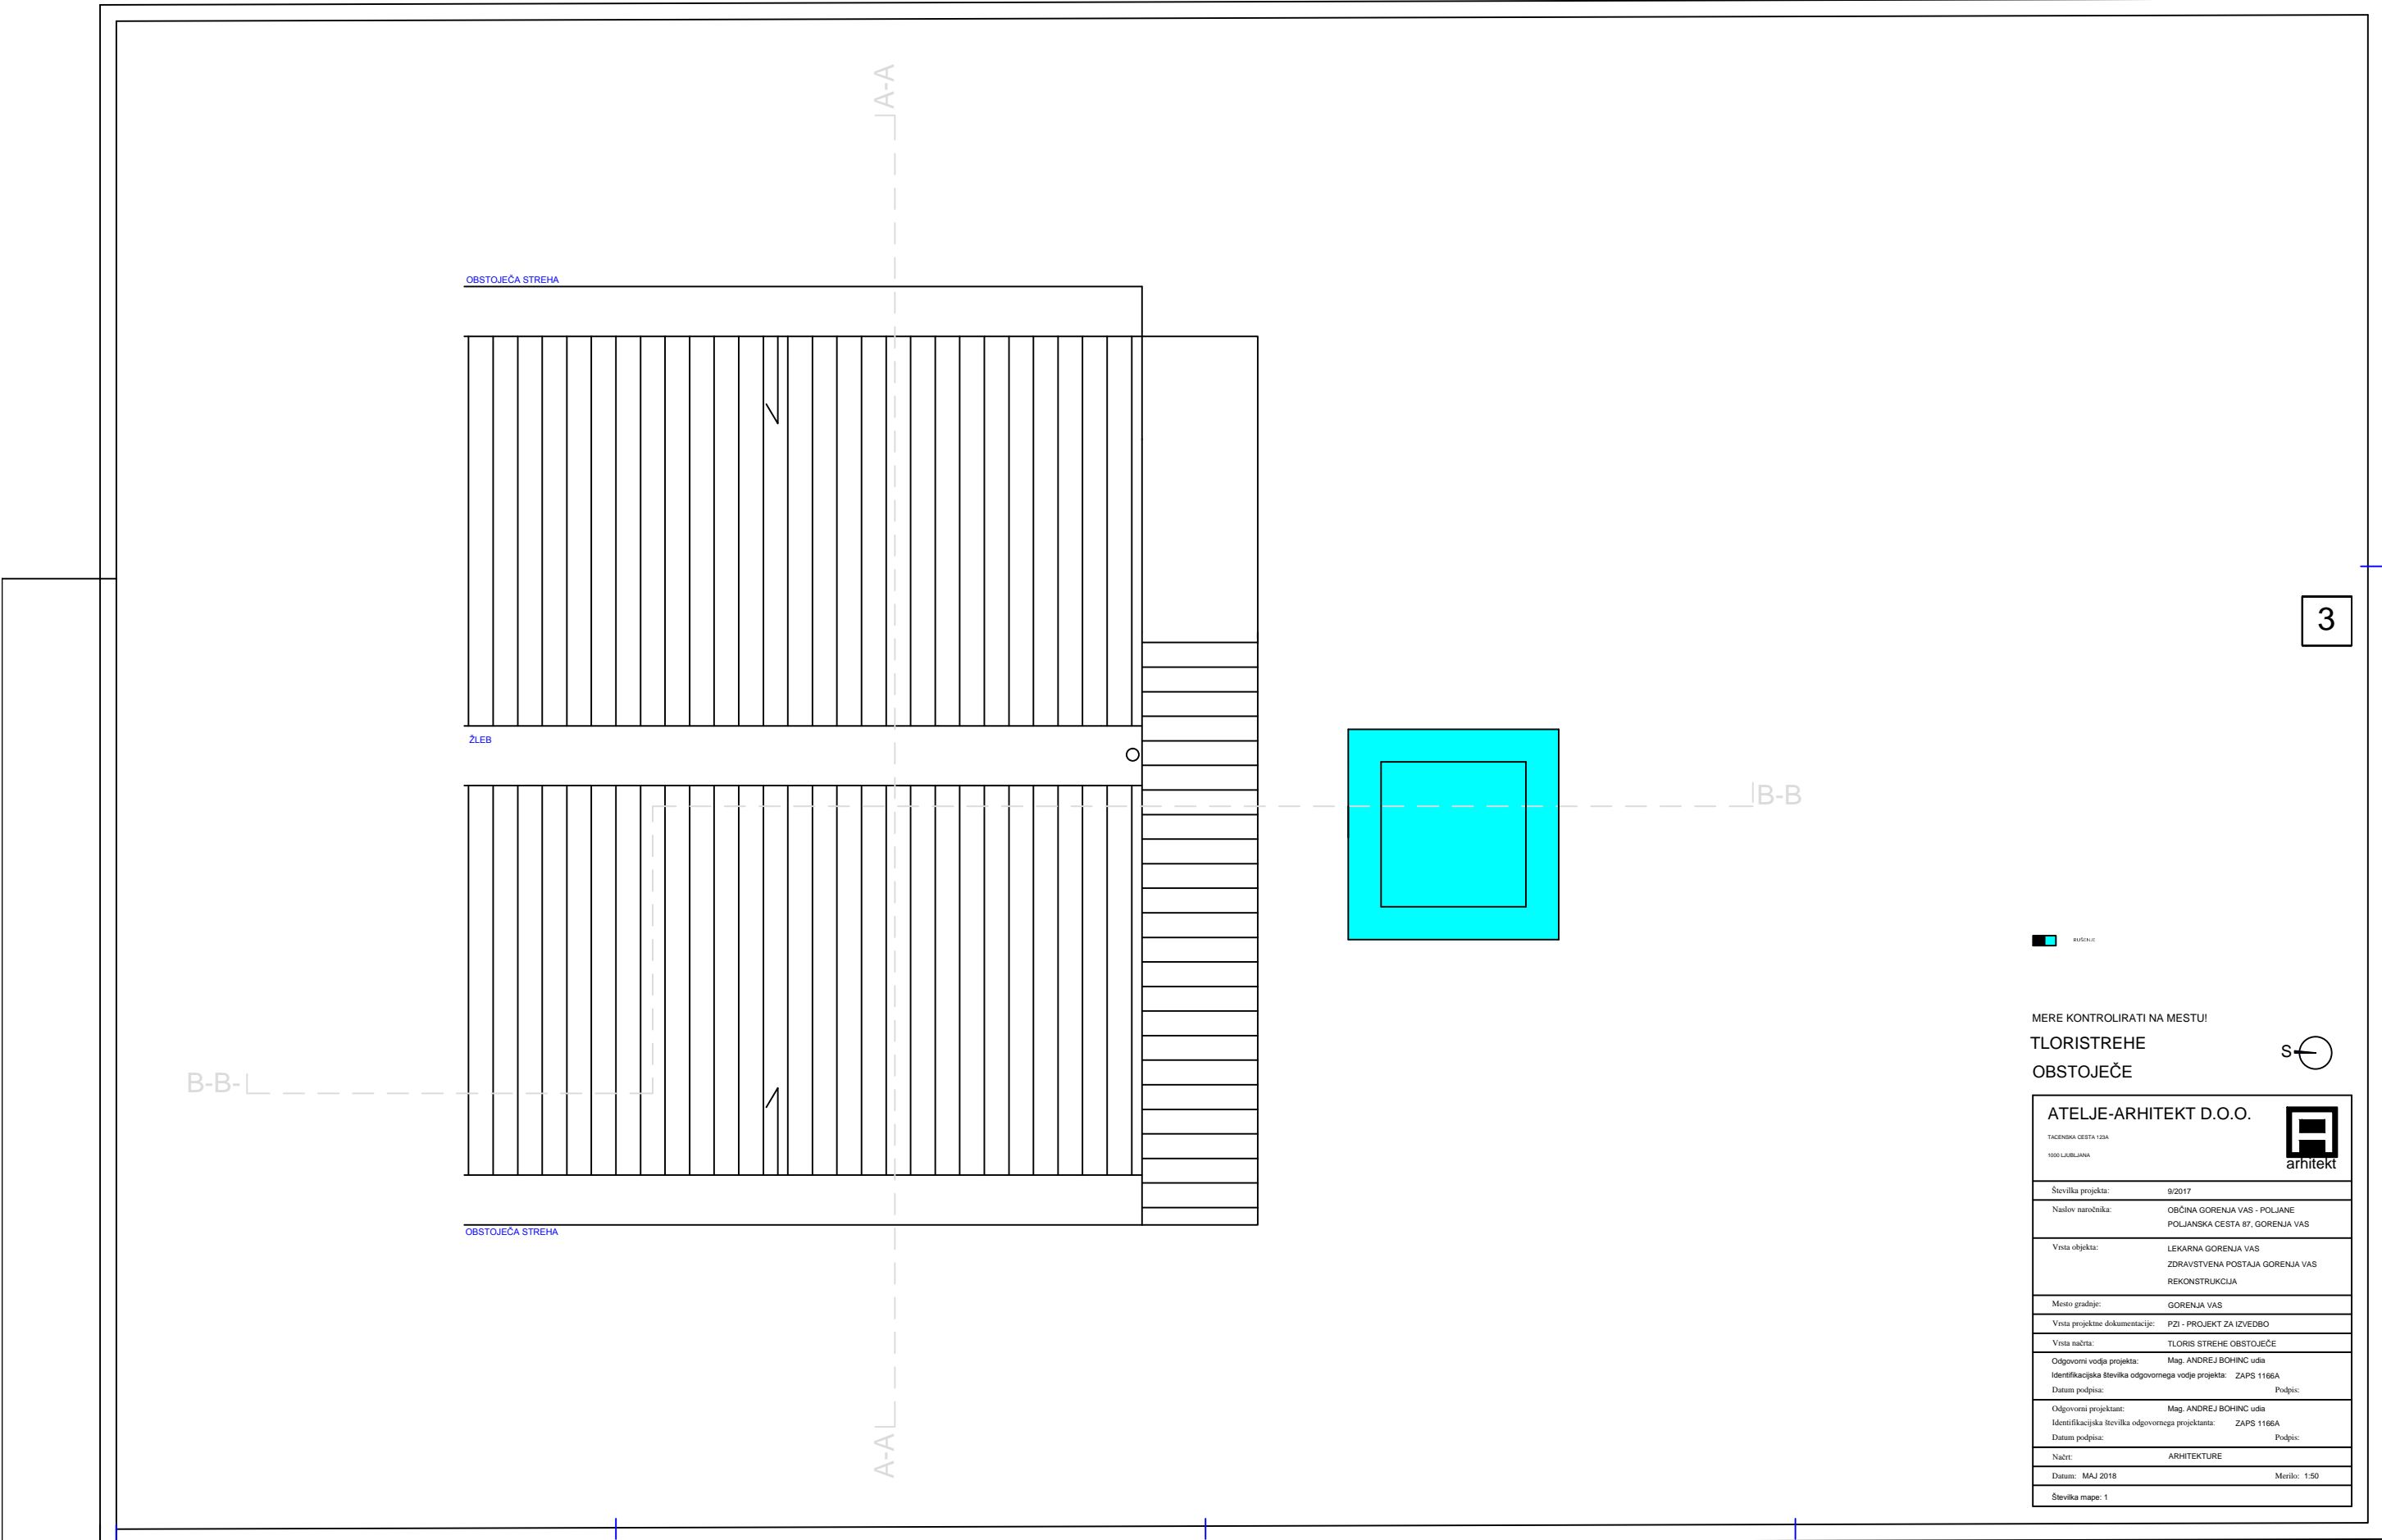 A-A
OBSTOJEČA STREHA
3
ŽLEB
B-B
RUŠENJE
MERE KONTROLIRATI NA MESTU!
TLORISTREHE
S
OBSTOJEČE
B-B-
ATELJE-ARHITEKT D.O.O.
TACENSKA CESTA 123A
1000 LJUBLJANA
arhitekt
Številka projekta: 9/2017
Naslov naročnika: OBČINA GORENJA VAS - POLJANE
POLJANSKA CESTA 87, GORENJA VAS
OBSTOJEČA STREHA
Vrsta objekta: LEKARNA GORENJA VAS
ZDRAVSTVENA POSTAJA GORENJA VAS
REKONSTRUKCIJA
Mesto gradnje: GORENJA VAS
Vrsta projektne dokumentacije: PZI - PROJEKT ZA IZVEDBO
Vrsta načrta: TLORIS STREHE OBSTOJEČE
Odgovorni vodja projekta: Mag. ANDREJ BOHINC udia
Identifikacijska številka odgovornega vodje projekta: ZAPS 1166A
Datum podpisa: Podpis:
Odgovorni projektant: Mag. ANDREJ BOHINC udia
Identifikacijska številka odgovornega projektanta: ZAPS 1166A
Datum podpisa: Podpis:
A-A
Načrt: ARHITEKTURE
Datum: MAJ 2018 Merilo: 1:50
Številka mape: 1